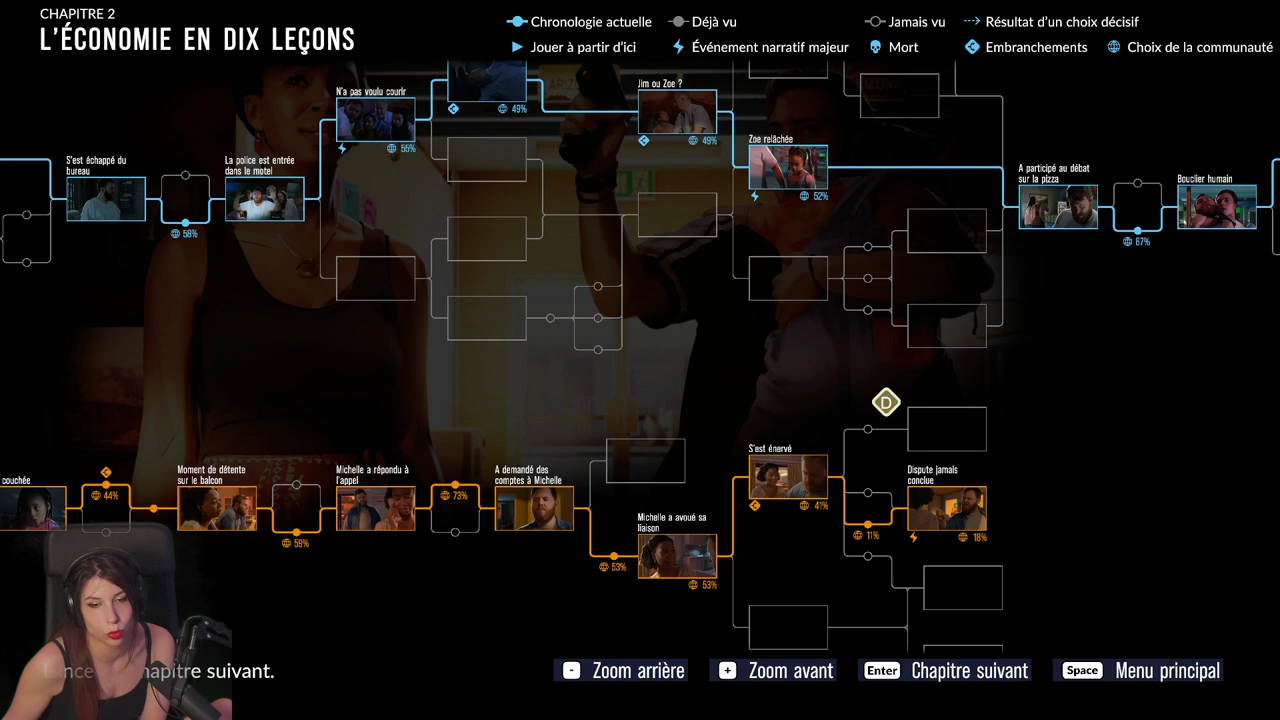 CHAPITRE 2
L'ÉCONOMIE EN DIX LEÇONS
Chronologie actuelle
Déjà vu
Jamais vu
Résultat d'un choix décisif
Jouer à partir d'ici
Événement narratif majeur
Mort
Embranchements
Choix de la communauté
N'a pas voulu courir
55%
49%
Jim ou Zoe ?
49%
Zoe relâchée
52%
S'est échappé du
bureau
58%
La police est entrée
dans le motel
A participé au débat
sur la pizza
67%
Bouclier humain
D
couchée
44%
Moment de détente
sur le balcon
59%
Michelle a répondu à
l'appel
73%
A demandé des
comptes à Michelle
53%
Michelle a avoué sa
liaison
53%
S'est énervé
41%
11%
Dispute jamais
conclue
18%
hapitre suivant.
- Zoom arrière
+ Zoom avant
Enter Chapitre suivant
Space Menu principal